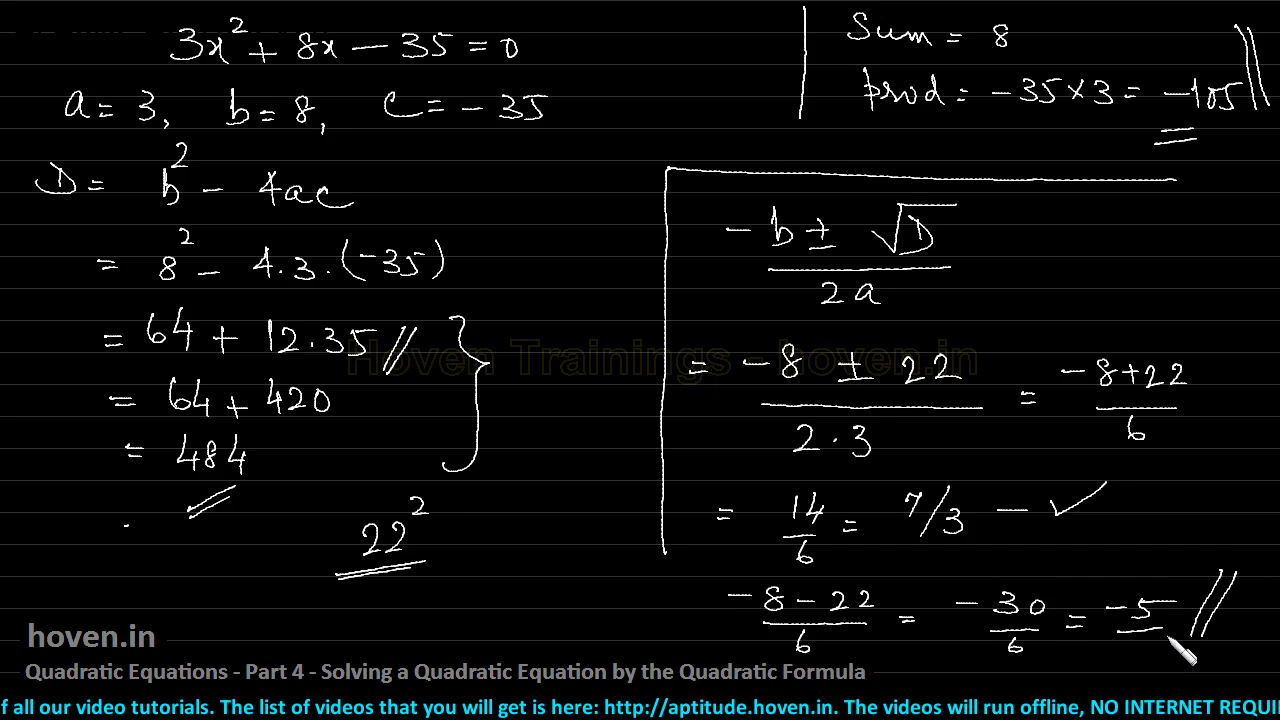 3x² + 8x - 35 = 0
a = 3, b = 8, c = - 35
D = b² - 4ac
= 8² - 4.3.(-35)
= 64 + 12.35
= 64 + 420
= 484
22²
Sum = 8
prod = -35 × 3 = -105
-b ± √D / 2a
= -8 ± 22 / 2.3 = -8+22 / 6
= 14/6 = 7/3 - ✓
-8-22 / 6 = -30/6 = -5
Hoven Trainings - hoven.in
hoven.in
Quadratic Equations - Part 4 - Solving a Quadratic Equation by the Quadratic Formula
f all our video tutorials. The list of videos that you will get is here: http://aptitude.hoven.in. The videos will run offline, NO INTERNET REQUI